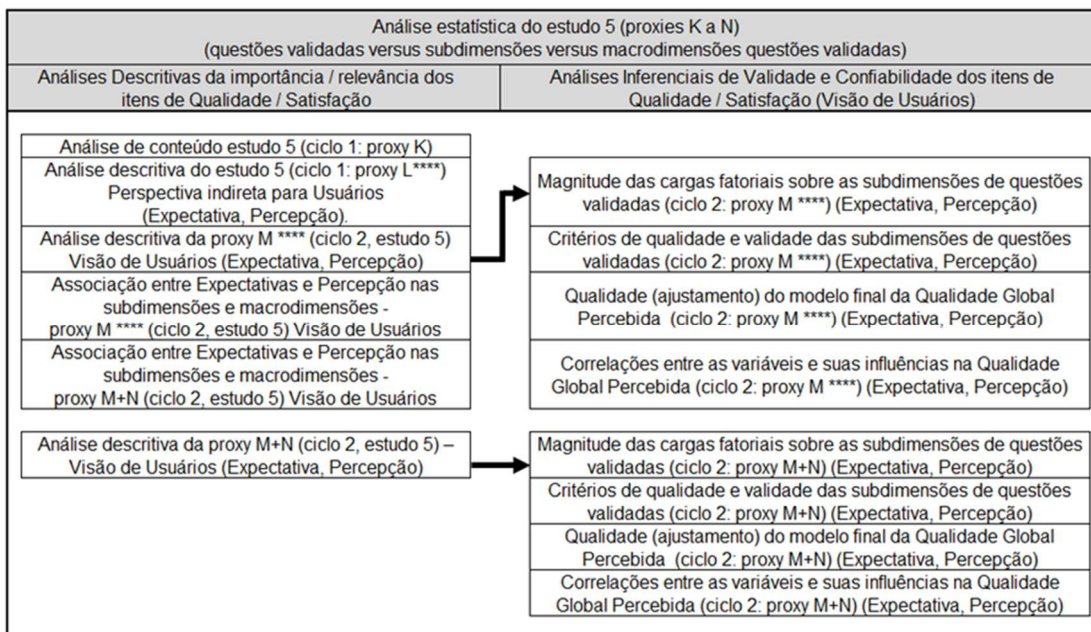 Análise estatística do estudo 5 (proxies K a N)
(questões validadas versus subdimensões versus macrodimensões questões validadas)
Análises Descritivas da importância / relevância dos
itens de Qualidade / Satisfação
Análises Inferenciais de Validade e Confiabilidade dos itens de
Qualidade / Satisfação (Visão de Usuários)
Análise de conteúdo estudo 5 (ciclo 1: proxy K)
Análise descritiva do estudo 5 (ciclo 1: proxy L****)
Perspectiva indireta para Usuários
(Expectativa, Percepção).
Análise descritiva da proxy M **** (ciclo 2, estudo 5)
Visão de Usuários (Expectativa, Percepção)
Associação entre Expectativas e Percepção nas
subdimensões e macrodimensões -
proxy M **** (ciclo 2, estudo 5) Visão de Usuários
Associação entre Expectativas e Percepção nas
subdimensões e macrodimensões -
proxy M+N (ciclo 2, estudo 5) Visão de Usuários
Magnitude das cargas fatoriais sobre as subdimensões de questões
validadas (ciclo 2: proxy M ****) (Expectativa, Percepção)
Critérios de qualidade e validade das subdimensões de questões
validadas (ciclo 2: proxy M ****) (Expectativa, Percepção)
Qualidade (ajustamento) do modelo final da Qualidade Global
Percebida (ciclo 2: proxy M ****) (Expectativa, Percepção)
Correlações entre as variáveis e suas influências na Qualidade
Global Percebida (ciclo 2: proxy M ****) (Expectativa, Percepção)
Análise descritiva da proxy M+N (ciclo 2, estudo 5) –
Visão de Usuários (Expectativa, Percepção)
Magnitude das cargas fatoriais sobre as subdimensões de questões
validadas (ciclo 2: proxy M+N) (Expectativa, Percepção)
Critérios de qualidade e validade das subdimensões de questões
validadas (ciclo 2: proxy M+N) (Expectativa, Percepção)
Qualidade (ajustamento) do modelo final da Qualidade Global
Percebida (ciclo 2: proxy M+N) (Expectativa, Percepção)
Correlações entre as variáveis e suas influências na Qualidade
Global Percebida (ciclo 2: proxy M+N) (Expectativa, Percepção)